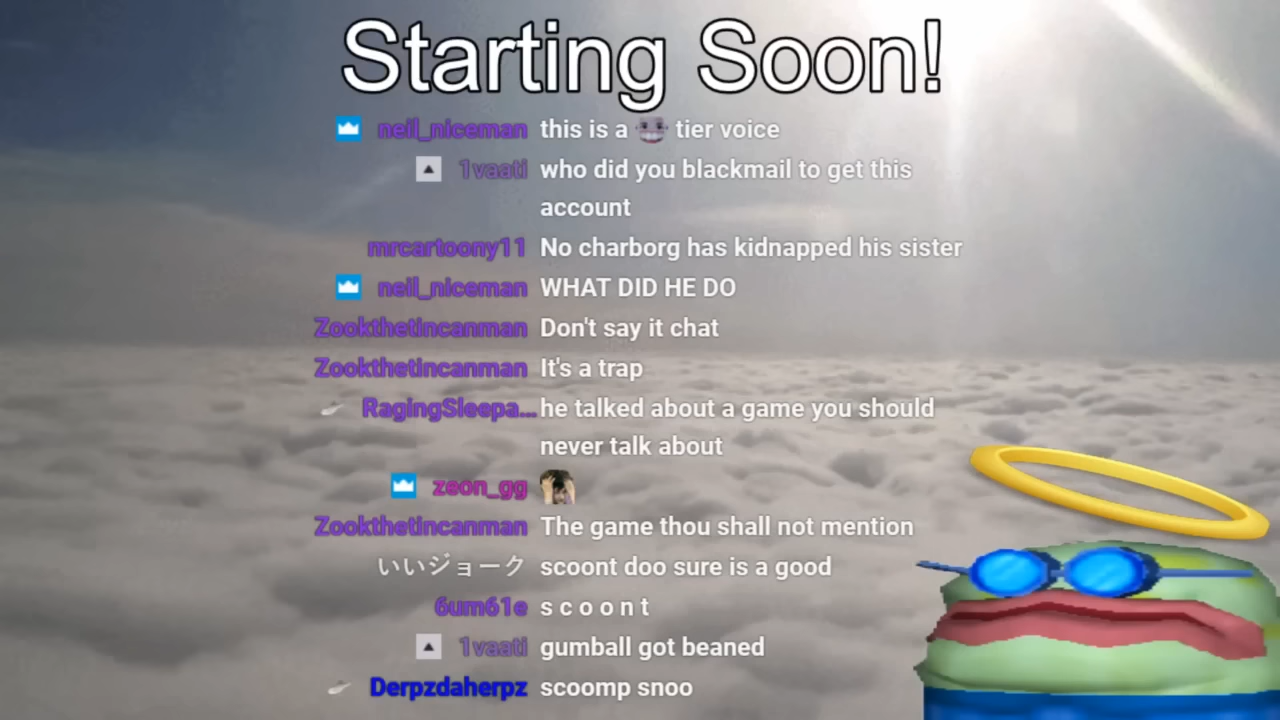 Starting Soon!
neil_niceman this is a tier voice
1vaati who did you blackmail to get this
account
mrcartoony11 No charborg has kidnapped his sister
neil_niceman WHAT DID HE DO
Zookthetincanman Don't say it chat
Zookthetincanman It's a trap
RagingSleepa... he talked about a game you should
never talk about
zeon_gg
Zookthetincanman The game thou shall not mention
いいジョーク scoont doo sure is a good
6um61e s c o o n t
1vaati gumball got beaned
Derpzdaherpz scoomp snoo